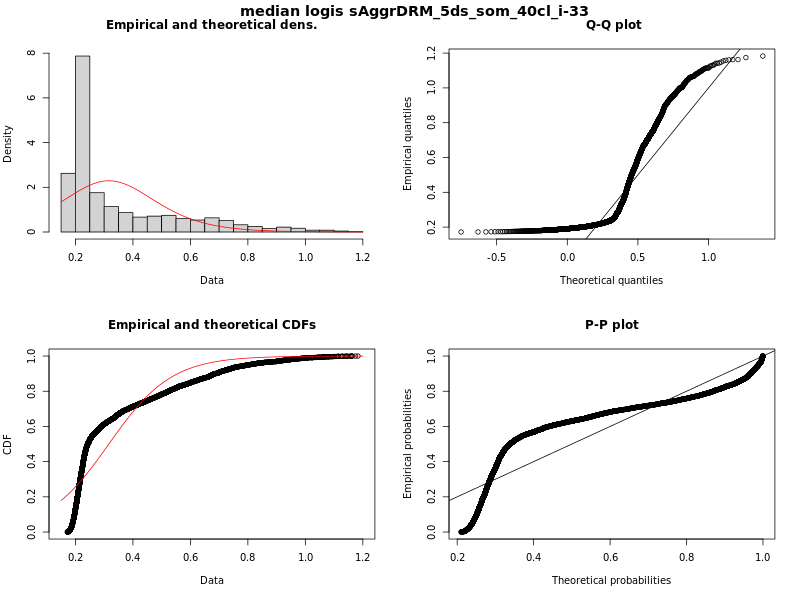 median logis sAggrDRM_5ds_som_40cl_i-33
Empirical and theoretical dens.
Density
0 2 4 6 8
0.2 0.4 0.6 0.8 1.0 1.2
Data
Q-Q plot
Empirical quantiles
0.2 0.4 0.6 0.8 1.0 1.2
-0.5 0.0 0.5 1.0
Theoretical quantiles
Empirical and theoretical CDFs
CDF
0.0 0.2 0.4 0.6 0.8 1.0
0.2 0.4 0.6 0.8 1.0 1.2
Data
P-P plot
Empirical probabilities
0.0 0.2 0.4 0.6 0.8 1.0
0.2 0.4 0.6 0.8 1.0
Theoretical probabilities